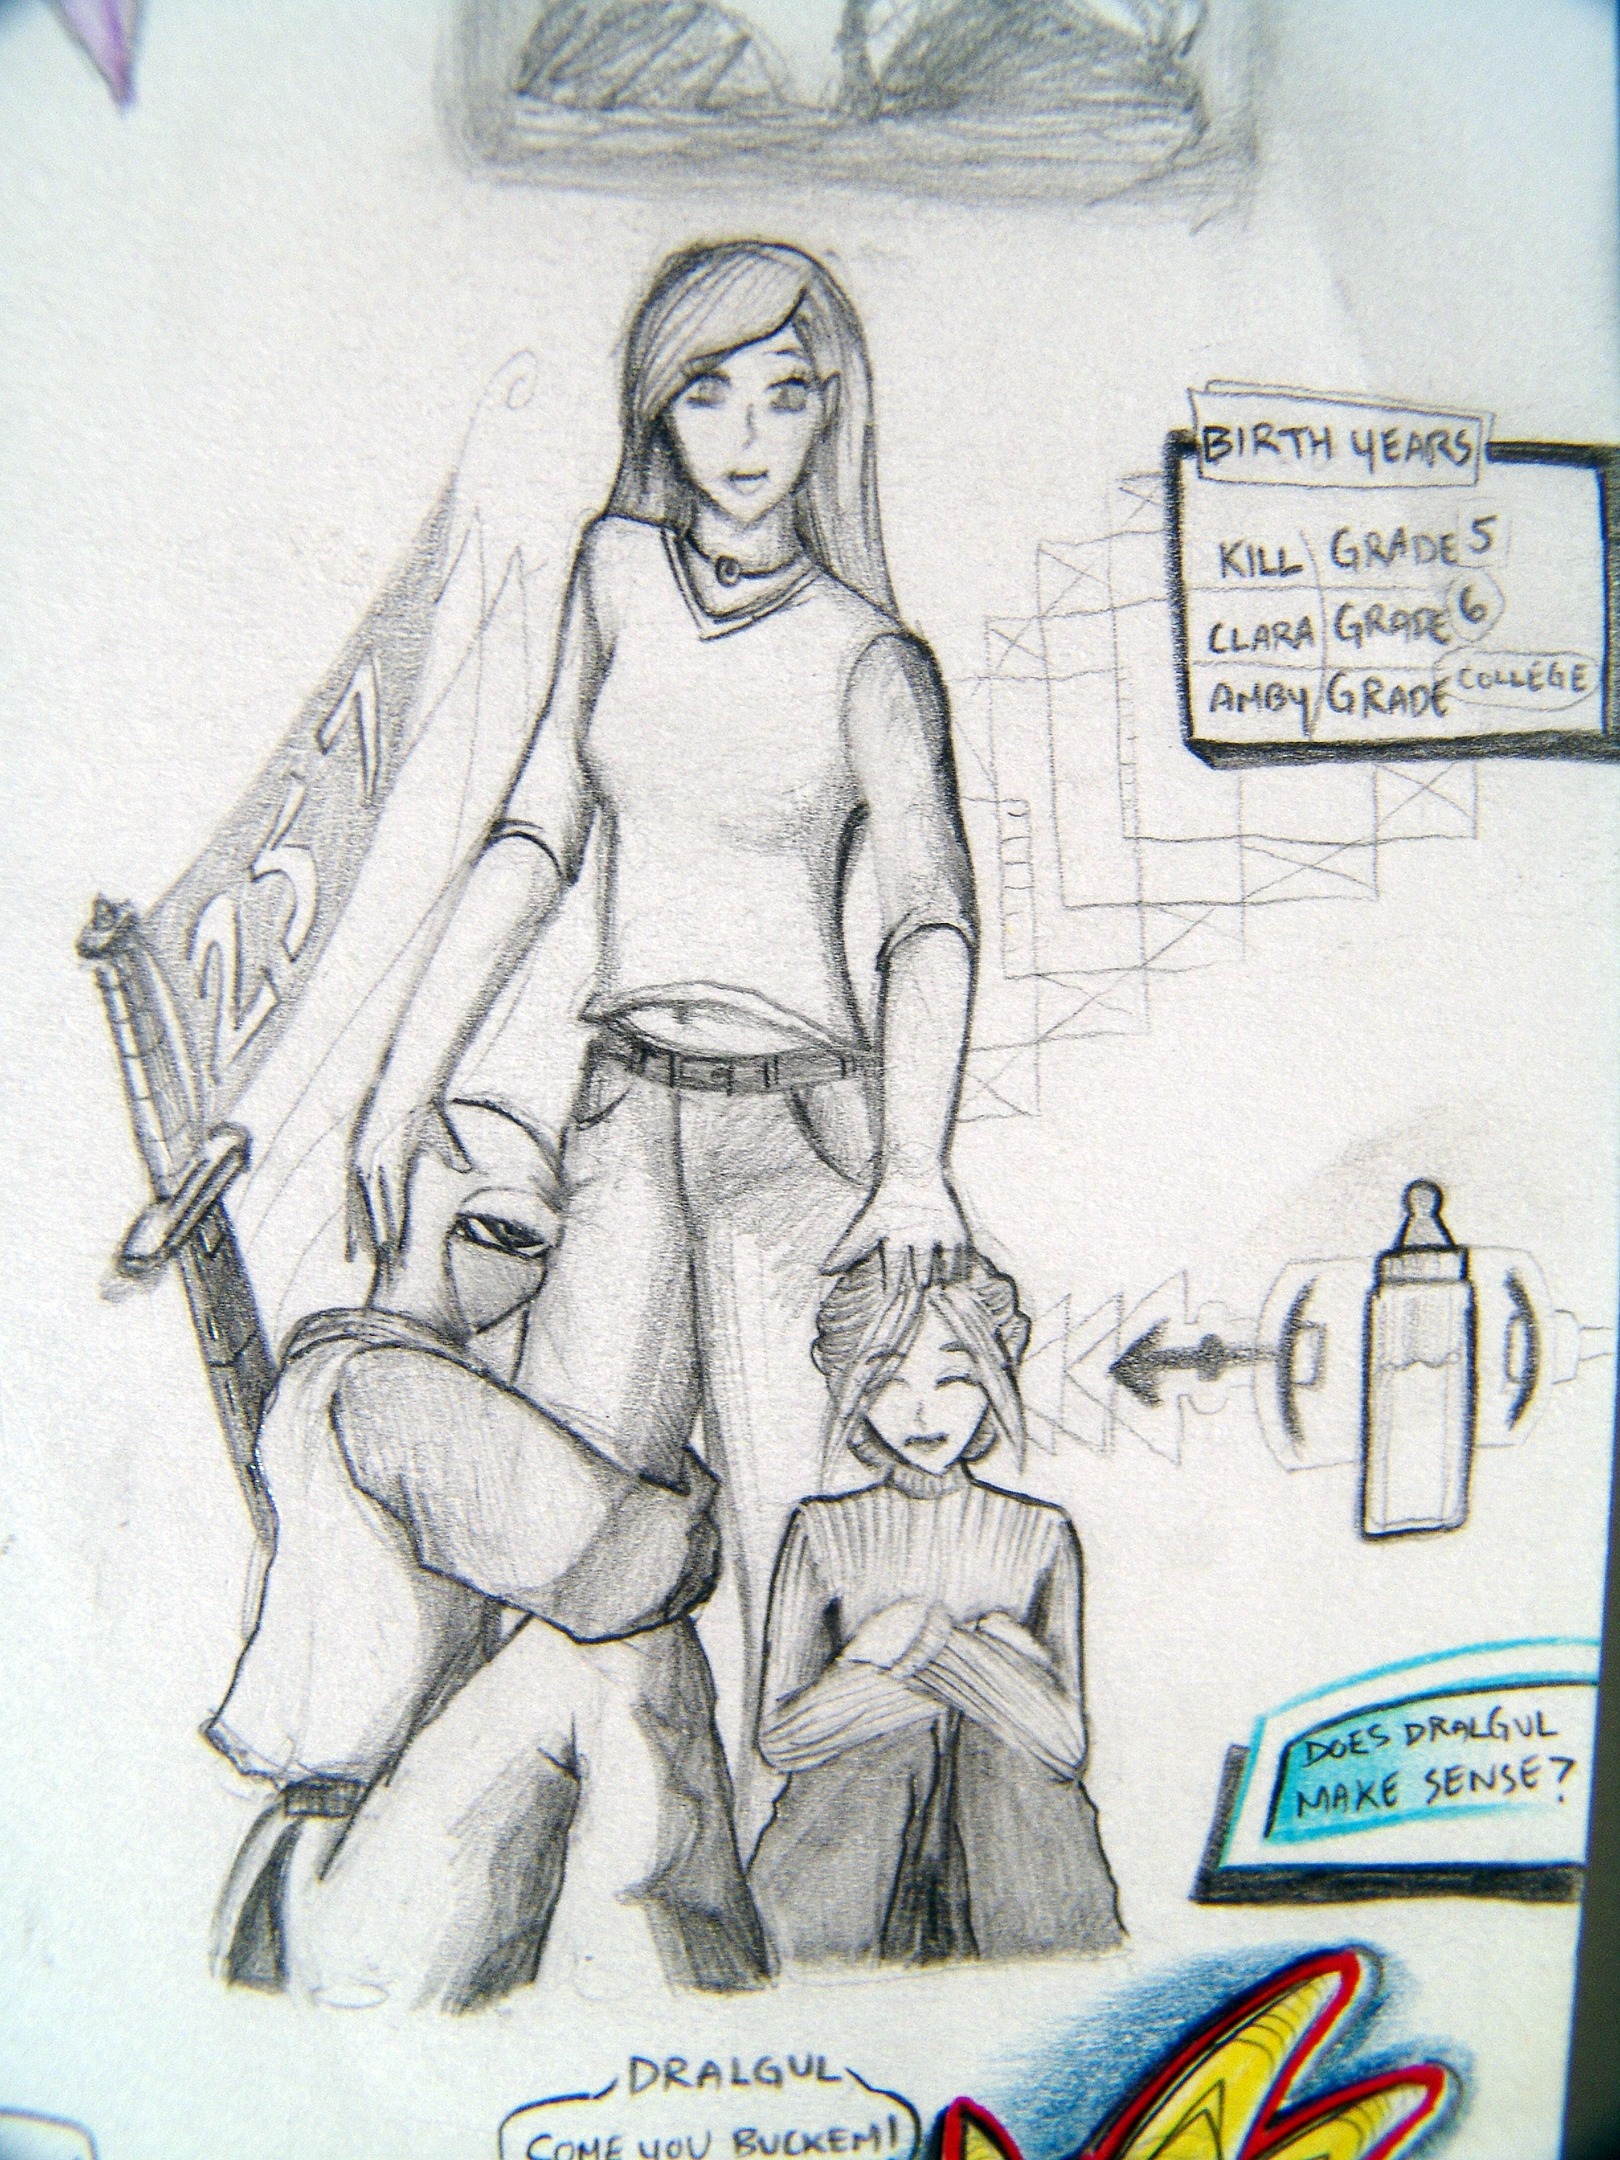 BIRTH YEARS
KILL GRADE 5
CLARA GRADE 6
AMBY GRADE COLLEGE
DOES DRALGUL
MAKE SENSE?
DRALGUL
COME YOU BUCKEM!